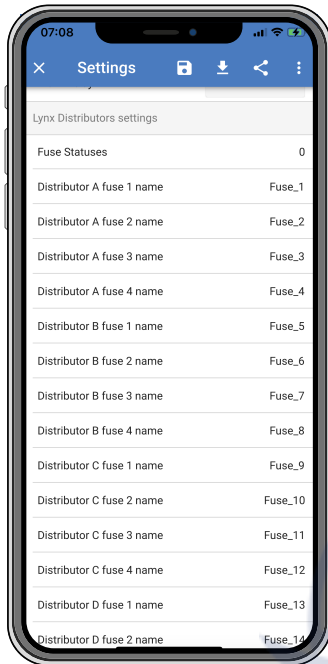 07:08
Settings
Lynx Distributors settings
Fuse Statuses 0
Distributor A fuse 1 name Fuse_1
Distributor A fuse 2 name Fuse_2
Distributor A fuse 3 name Fuse_3
Distributor A fuse 4 name Fuse_4
Distributor B fuse 1 name Fuse_5
Distributor B fuse 2 name Fuse_6
Distributor B fuse 3 name Fuse_7
Distributor B fuse 4 name Fuse_8
Distributor C fuse 1 name Fuse_9
Distributor C fuse 2 name Fuse_10
Distributor C fuse 3 name Fuse_11
Distributor C fuse 4 name Fuse_12
Distributor D fuse 1 name Fuse_13
Distributor D fuse 2 name Fuse_14